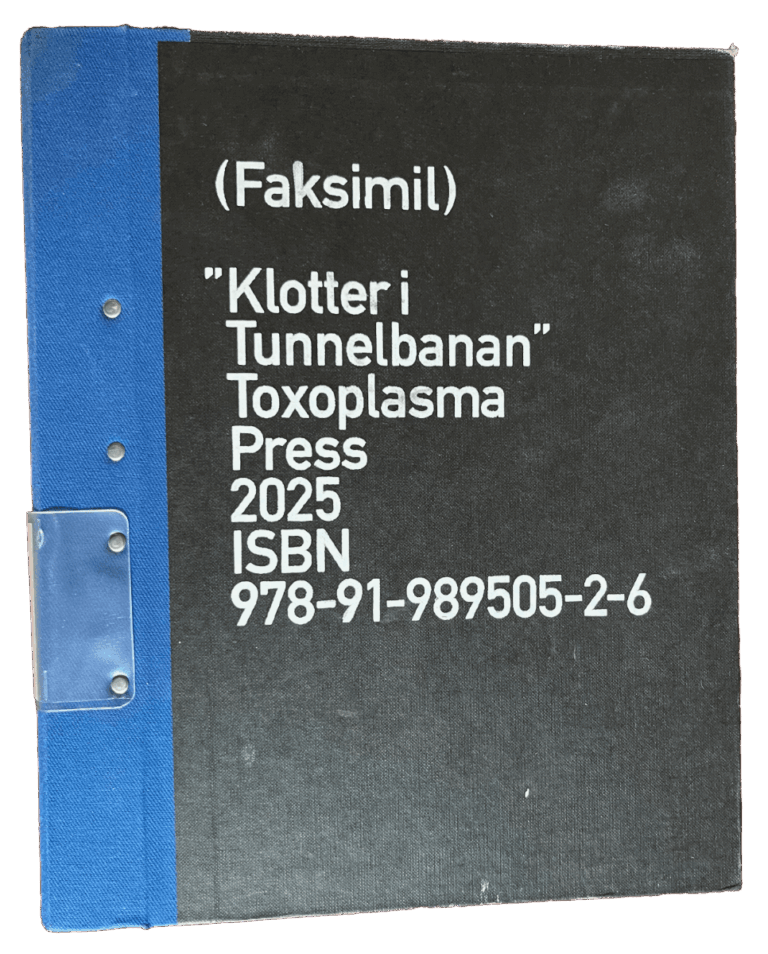 (Faksimil)
"Klotter i
Tunnelbanan"
Toxoplasma
Press
2025
ISBN
978-91-989505-2-6